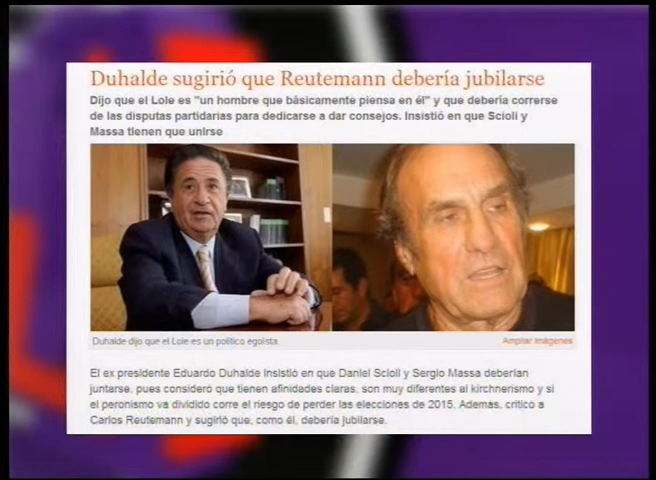 Duhalde sugirió que Reutemann debería jubilarse
Dijo que el Lole es "un hombre que básicamente piensa en él" y que debería correrse
de las disputas partidarias para dedicarse a dar consejos. Insistió en que Scioli y
Massa tienen que unirse
Duhalde dijo que el Lole es un político egoísta.
Ampliar imágenes
El ex presidente Eduardo Duhalde insistió en que Daniel Scioli y Sergio Massa deberían
juntarse, pues consideró que tienen afinidades claras, son muy diferentes al kirchnerismo y si
el peronismo va dividido corre el riesgo de perder las elecciones de 2015. Ademas, criticó a
Carlos Reutemann y sugirió que, como él, debería jubilarse.